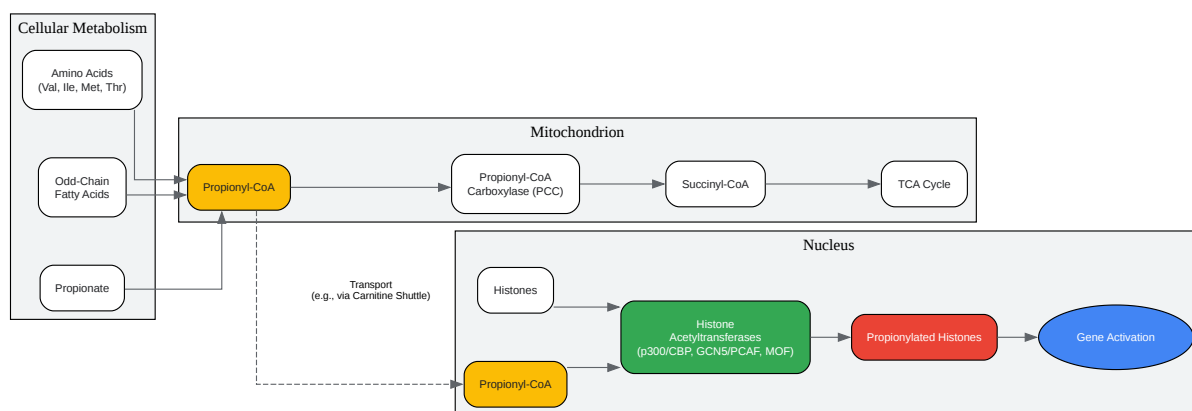 Cellular Metabolism
Amino Acids
(Val, Ile, Met, Thr)
Odd-Chain
Fatty Acids
Propionate
Mitochondrion
Propionyl-CoA
Propionyl-CoA
Carboxylase (PCC)
Succinyl-CoA
TCA Cycle
Transport
(e.g., via Carnitine Shuttle)
Nucleus
Histones
Propionyl-CoA
Histone
Acetyltransferases
(p300/CBP, GCN5/PCAF, MOF)
Propionylated Histones
Gene Activation